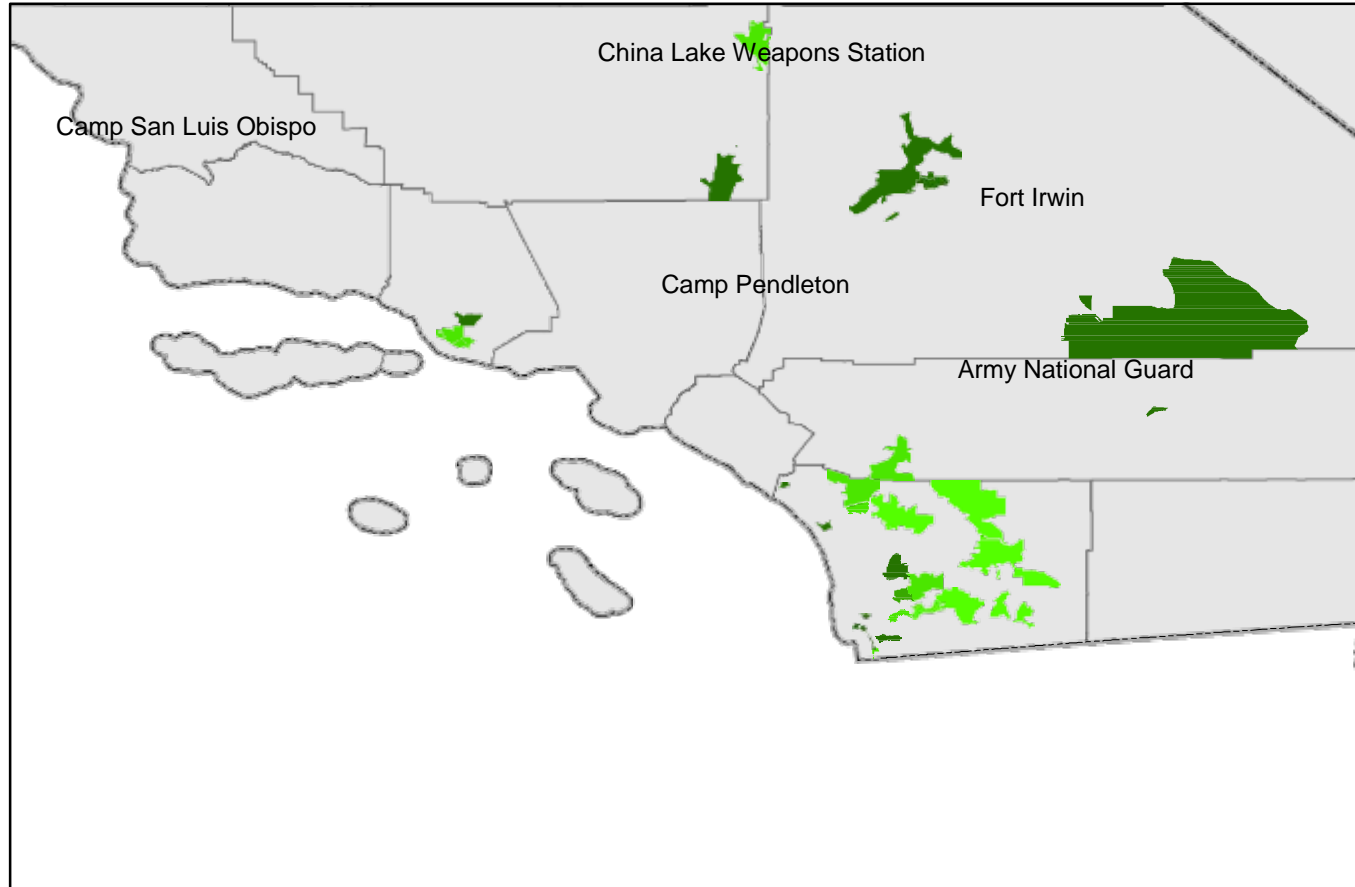 China Lake Weapons Station
Camp San Luis Obispo
Fort Irwin
Camp Pendleton
Army National Guard